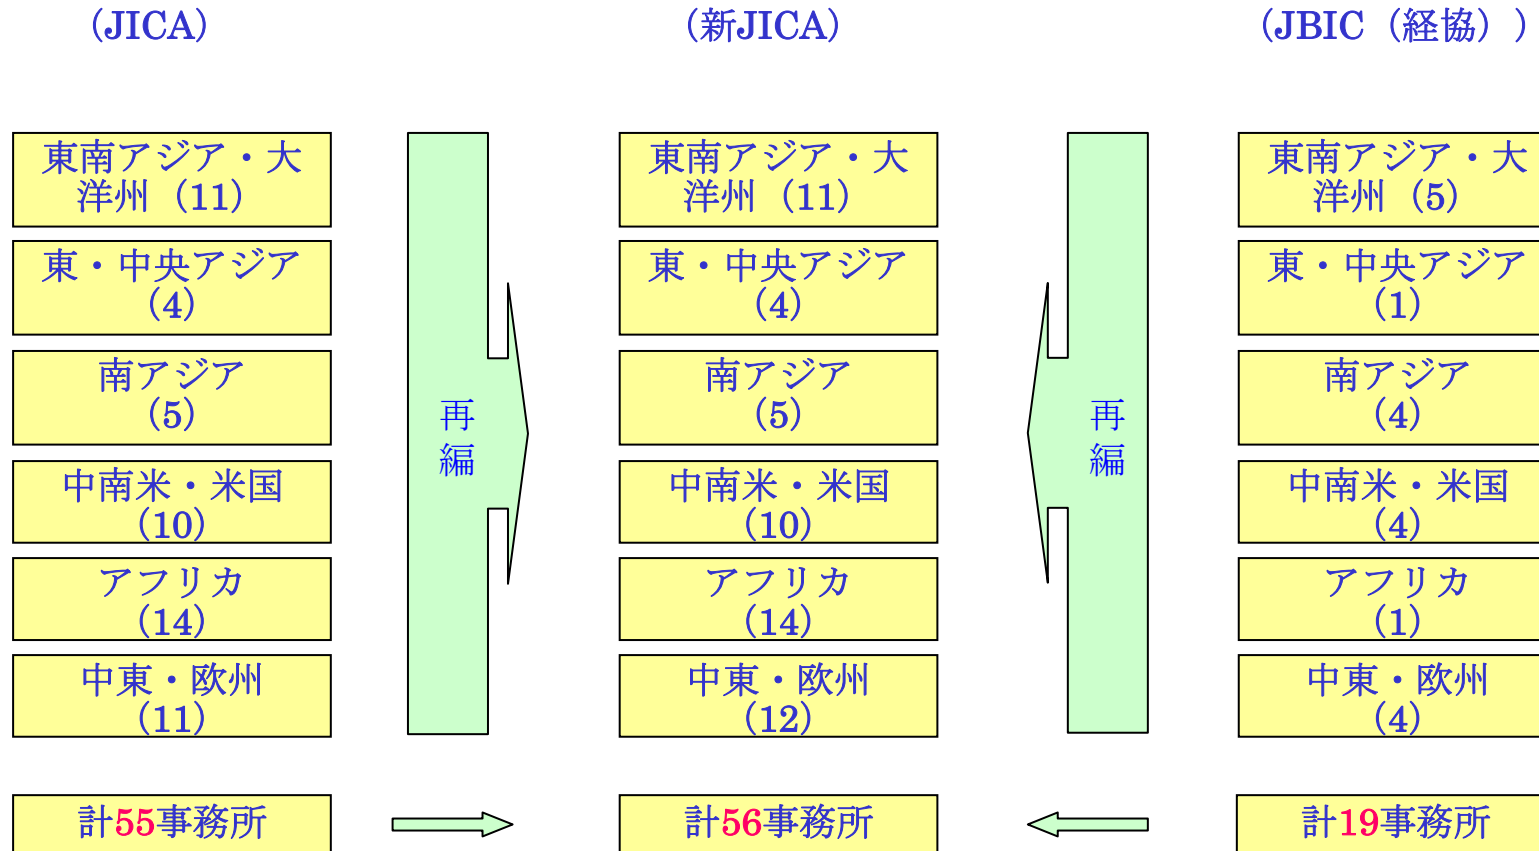 （JICA）
（新JICA）
（JBIC（経協））
東南アジア・大
洋州（11）
東・中央アジア
（4）
南アジア
（5）
中南米・米国
（10）
アフリカ
（14）
中東・欧州
（11）
計55事務所
再
編
東南アジア・大
洋州（11）
東・中央アジア
（4）
南アジア
（5）
中南米・米国
（10）
アフリカ
（14）
中東・欧州
（12）
計56事務所
再
編
東南アジア・大
洋州（5）
東・中央アジア
（1）
南アジア
（4）
中南米・米国
（4）
アフリカ
（1）
中東・欧州
（4）
計19事務所